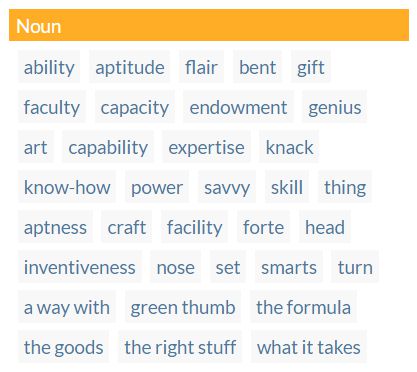 Noun
ability aptitude flair bent gift
faculty capacity endowment genius
art capability expertise knack
know-how power savvy skill thing
aptness craft facility forte head
inventiveness nose set smarts turn
a way with green thumb the formula
the goods the right stuff what it takes